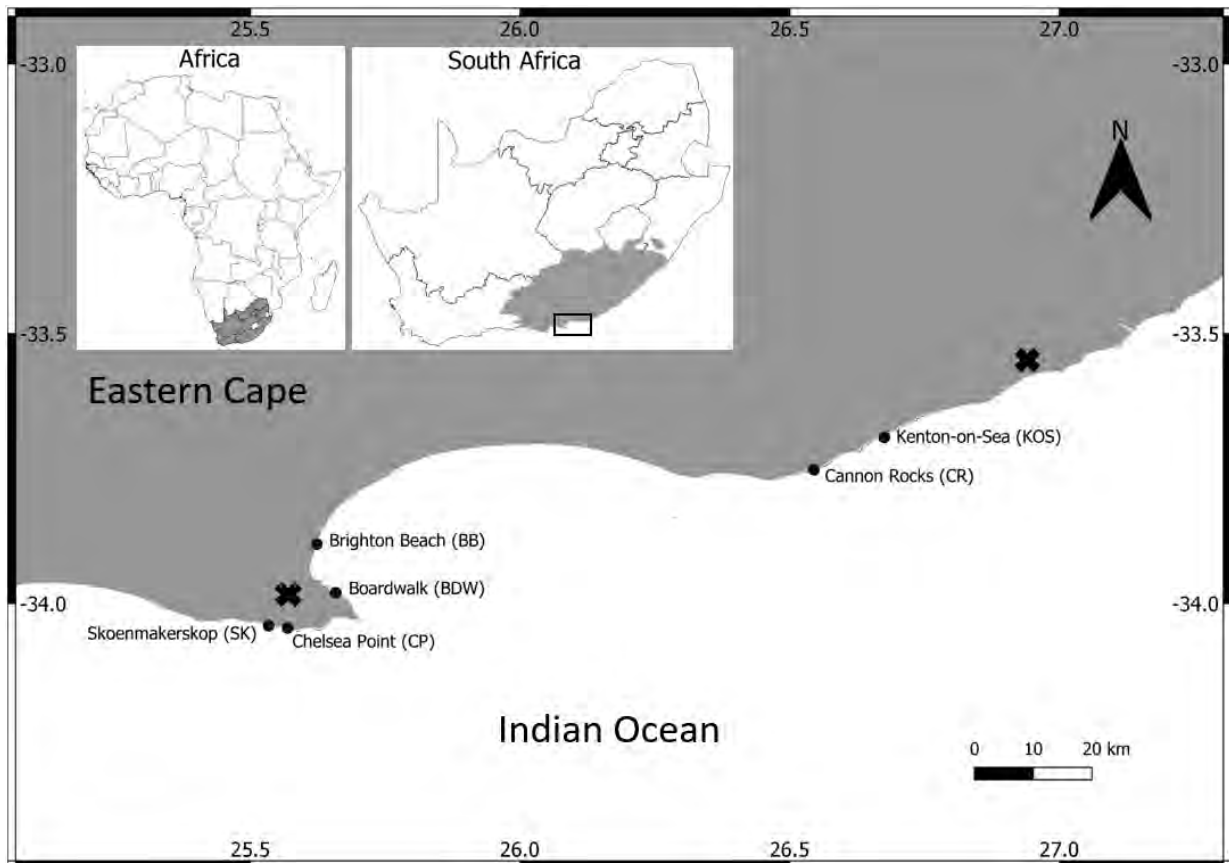 25.5 26.0 26.5 27.0
-33.0 -33.0
Africa
South Africa
N
-33.5 -33.5
Eastern Cape
Kenton-on-Sea (KOS)
Cannon Rocks (CR)
Brighton Beach (BB)
Boardwalk (BDW)
-34.0 -34.0
Skoenmakerskop (SK)
Chelsea Point (CP)
Indian Ocean
0 10 20 km
25.5 26.0 26.5 27.0